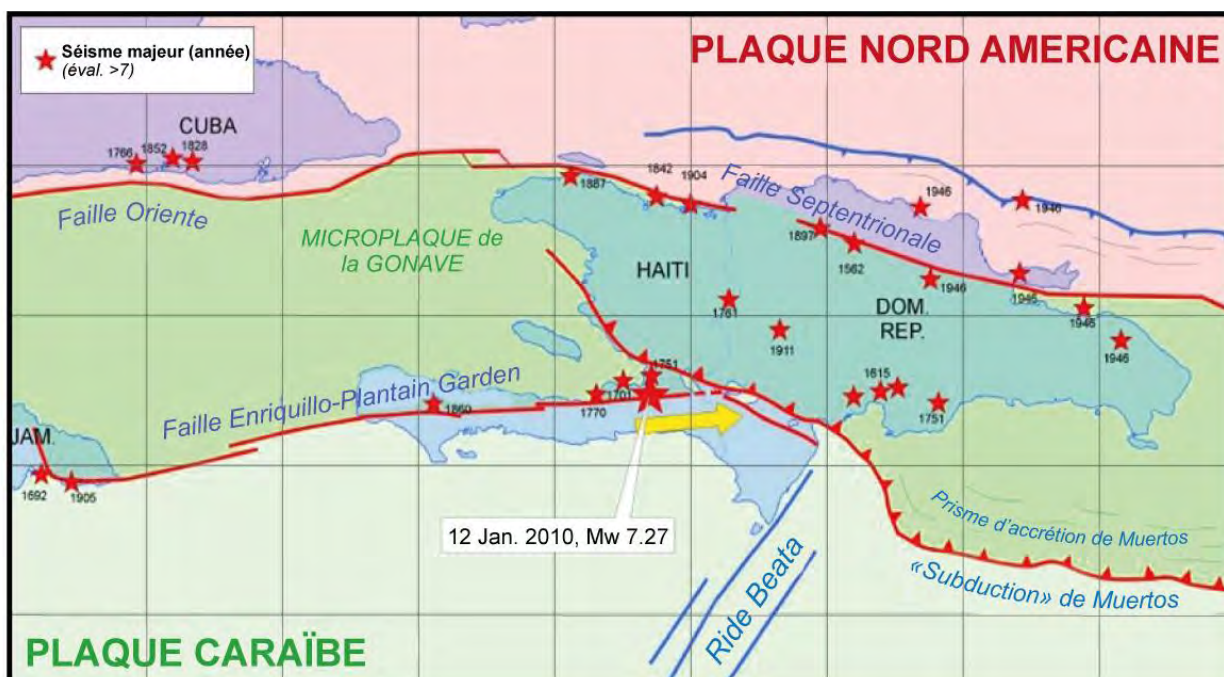 Séisme majeur (année)
(éval. >7)
PLAQUE NORD AMERICAINE
CUBA
1766
1852
1828
Faille Oriente
MICROPLAQUE de
la GONAVE
1887
1842
1904
Faille Septentrionale
1946
1946
1897
1562
1946
1946
1946
1946
HAITI
DOM.
REP.
1761
1911
1751
1701
1770
1860
Faille Enriquillo-Plantain Garden
1615
1751
JAM.
1692
1905
12 Jan. 2010, Mw 7.27
Prisme d'accrétion de Muertos
«Subduction» de Muertos
Ride Beata
PLAQUE CARAÏBE